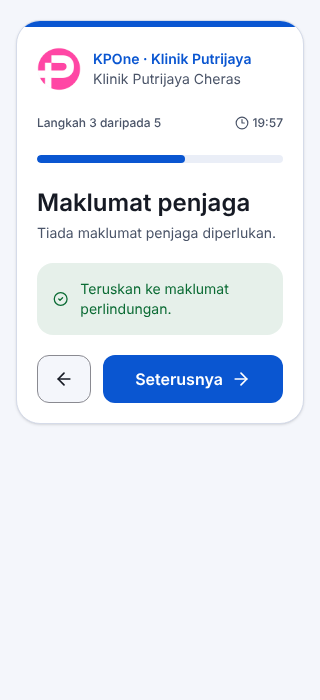 KPOne · Klinik Putrijaya
Klinik Putrijaya Cheras
Langkah 3 daripada 5
19:57
Maklumat penjaga
Tiada maklumat penjaga diperlukan.
Teruskan ke maklumat
perlindungan.
Seterusnya